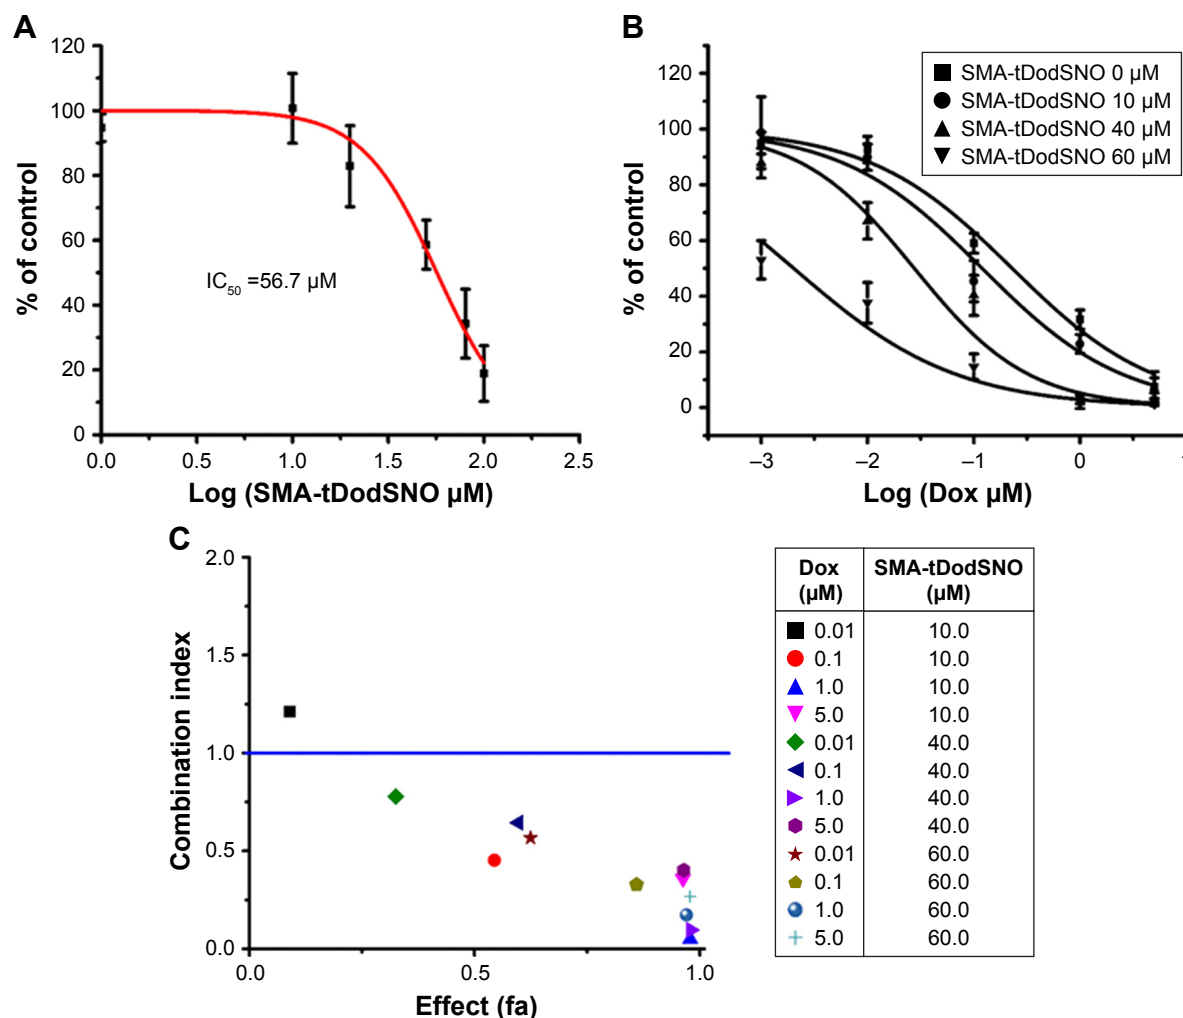 A
120
100
80
60
40
20
0
% of control
IC50 =56.7 µM
0.0 0.5 1.0 1.5 2.0 2.5
Log (SMA-tDodSNO µM)
B
120
100
80
60
40
20
0
% of control
SMA-tDodSNO 0 µM
SMA-tDodSNO 10 µM
SMA-tDodSNO 40 µM
SMA-tDodSNO 60 µM
–3 –2 –1 0 1
Log (Dox µM)
C
2.0
1.5
1.0
0.5
0.0
Combination index
0.0 0.5 1.0
Effect (fa)
Dox SMA-tDodSNO
(µM) (µM)
0.01 10.0
0.1 10.0
1.0 10.0
5.0 10.0
0.01 40.0
0.1 40.0
1.0 40.0
5.0 40.0
0.01 60.0
0.1 60.0
1.0 60.0
5.0 60.0